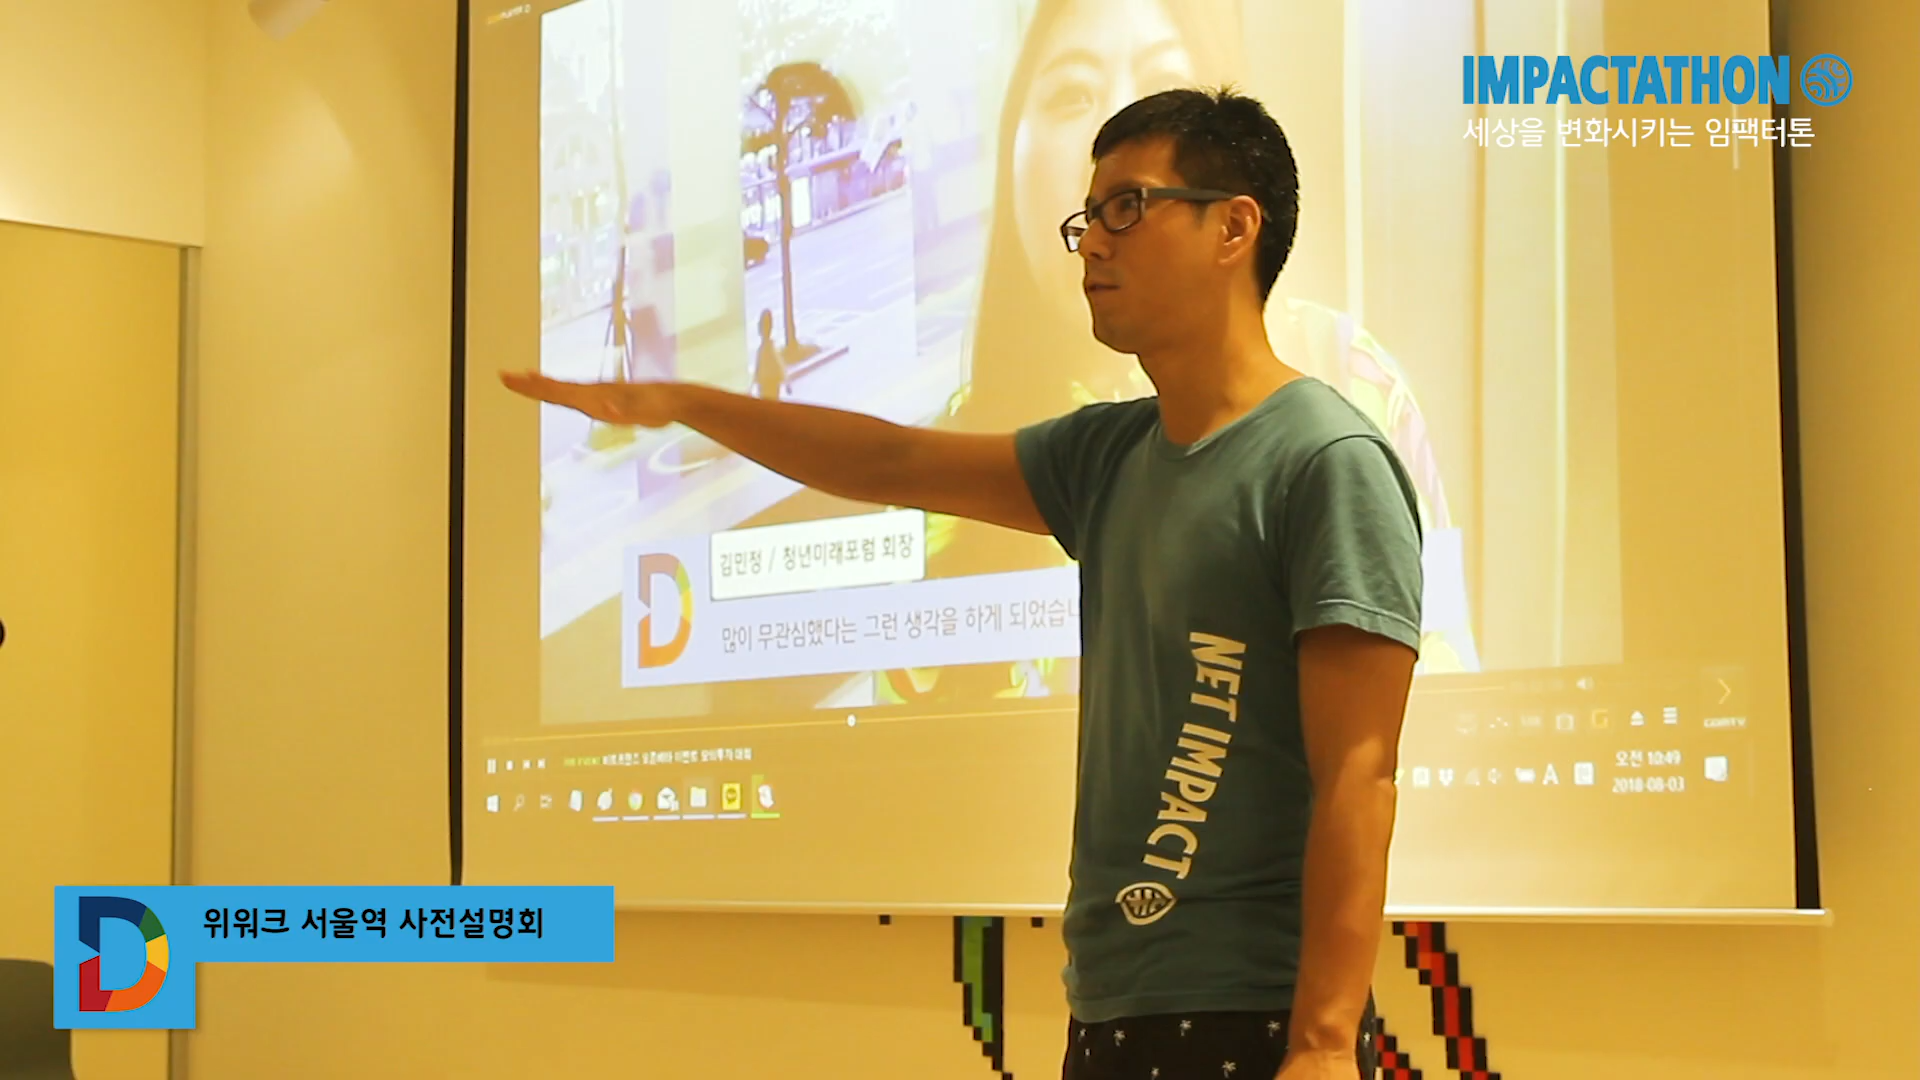 IMPACTATHON
세상을 변화시키는 임팩터톤
김민정 / 청년미래포럼 회장
D
많이 무관심했다는 그런 생각을 하게 되었습니
NET IMPACT
A
오전 10:49
2018-08-03
D
위워크 서울역 사전설명회